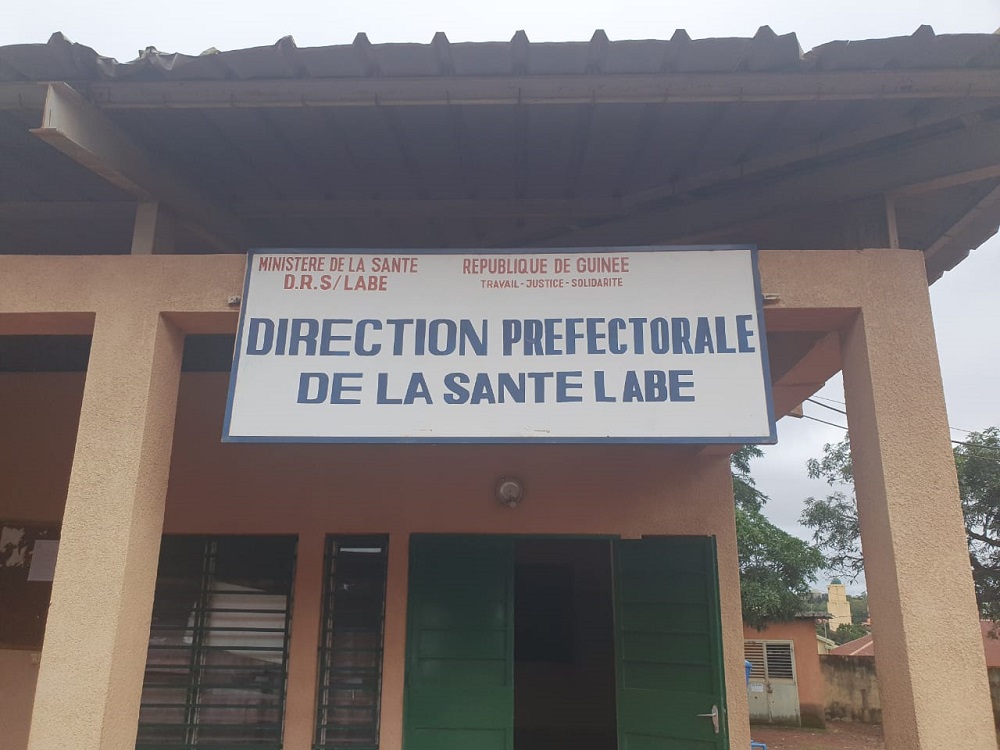 MINISTERE DE LA SANTE
D.R.S/LABE
REPUBLIQUE DE GUINEE
TRAVAIL-JUSTICE-SOLIDARITE
DIRECTION PREFECTORALE
DE LA SANTE LABE